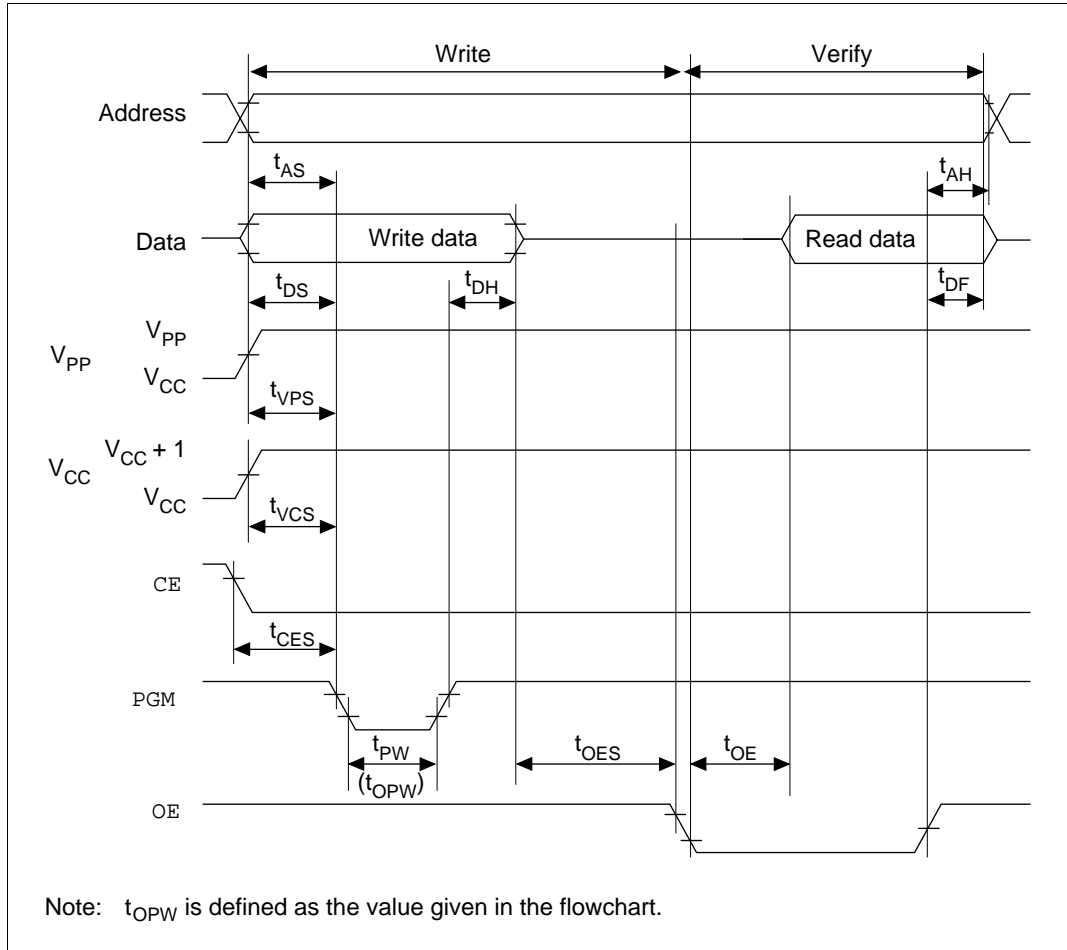 Write
Verify
Address
tAS
tAH
Data
Write data
Read data
tDS
tDH
tDF
VPP
VPP
VCC
tVPS
VCC + 1
VCC
VCC
tVCS
CE
tCES
PGM
tPW
(tOPW)
tOES
tOE
OE
Note: tOPW is defined as the value given in the flowchart.